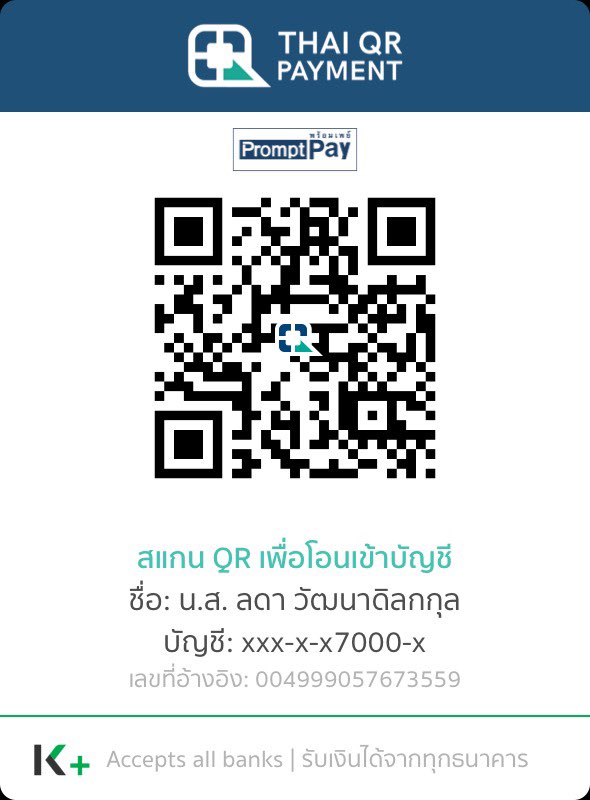 THAI QR
PAYMENT
พร้อมเพย์
PromptPay
สแกน QR เพื่อโอนเข้าบัญชี
ชื่อ: น.ส. ลดา วัฒนาดิลกกุล
บัญชี: xxx-x-x7000-x
เลขที่อ้างอิง: 004999057673559
K+ Accepts all banks | รับเงินได้จากทุกธนาคาร